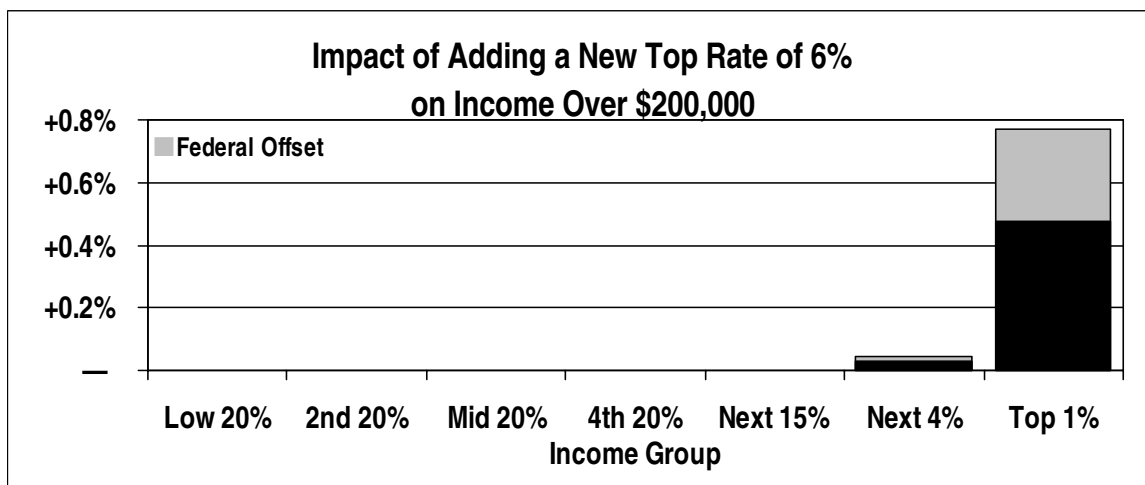 Impact of Adding a New Top Rate of 6%
on Income Over $200,000
+0.8%
Federal Offset
+0.6%
+0.4%
+0.2%
—
Low 20% 2nd 20% Mid 20% 4th 20% Next 15% Next 4% Top 1%
Income Group